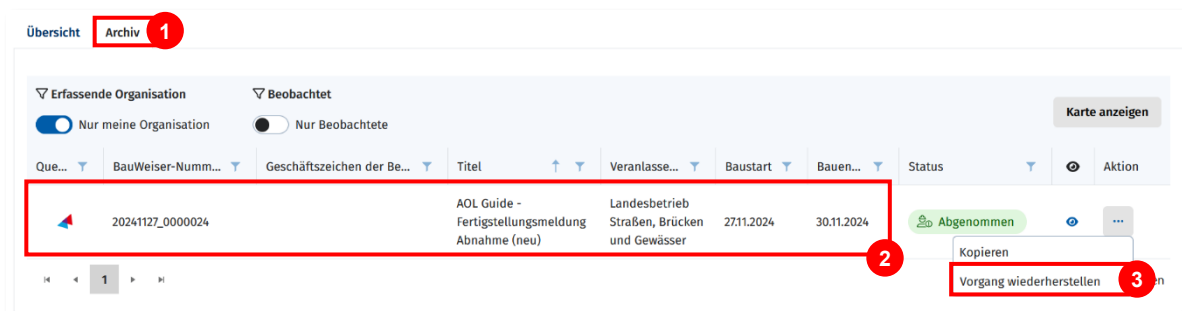 Übersicht Archiv 1
Erfassende Organisation Beobachtet
Nur meine Organisation Nur Beobachtete Karte anzeigen
Que... BauWeiser-Numm... Geschäftszeichen der Be... Titel Veranlasse... Baustart Bauen... Status Aktion
AOL Guide - Landesbetrieb
20241127_0000024 Fertigstellungsmeldung Straßen, Brücken 27.11.2024 30.11.2024 Abgenommen ...
Abnahme (neu) und Gewässer
2 Kopieren
1 Vorgang wiederherstellen 3 en